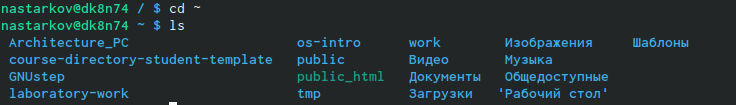 nastarkov@dk8n74 / $ cd ~
nastarkov@dk8n74 ~ $ ls
Architecture_PC os-intro work Изображения Шаблоны
course-directory-student-template public Видео Музыка
GNUstep public_html Документы Общедоступные
laboratory-work tmp Загрузки 'Рабочий стол'